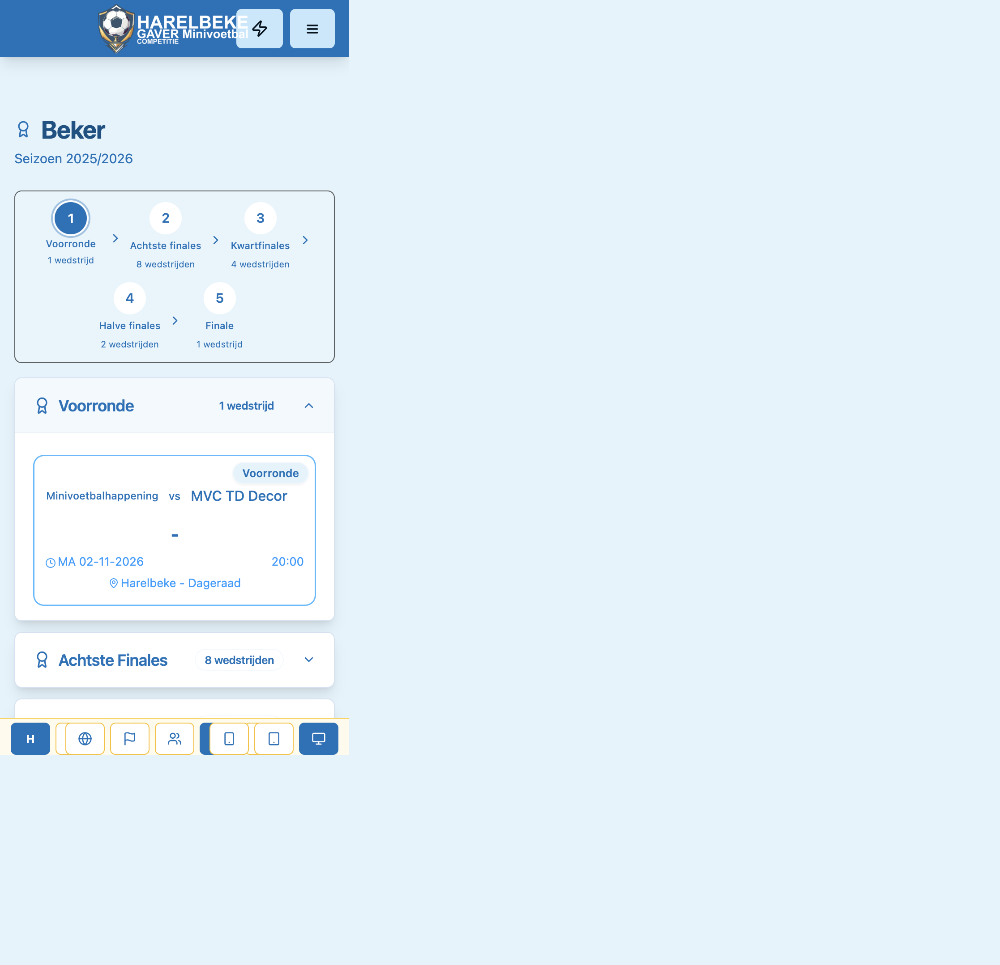 HARELBEKE
GAVER Minivoetbal
COMPETITIE
Beker
Seizoen 2025/2026
1
2
3
Voorronde
Achtste finales
Kwartfinales
1 wedstrijd
8 wedstrijden
4 wedstrijden
4
5
Halve finales
Finale
2 wedstrijden
1 wedstrijd
Voorronde
1 wedstrijd
Voorronde
Minivoetbalhappening vs MVC TD Decor
-
MA 02-11-2026
20:00
Harelbeke - Dageraad
Achtste Finales
8 wedstrijden
H